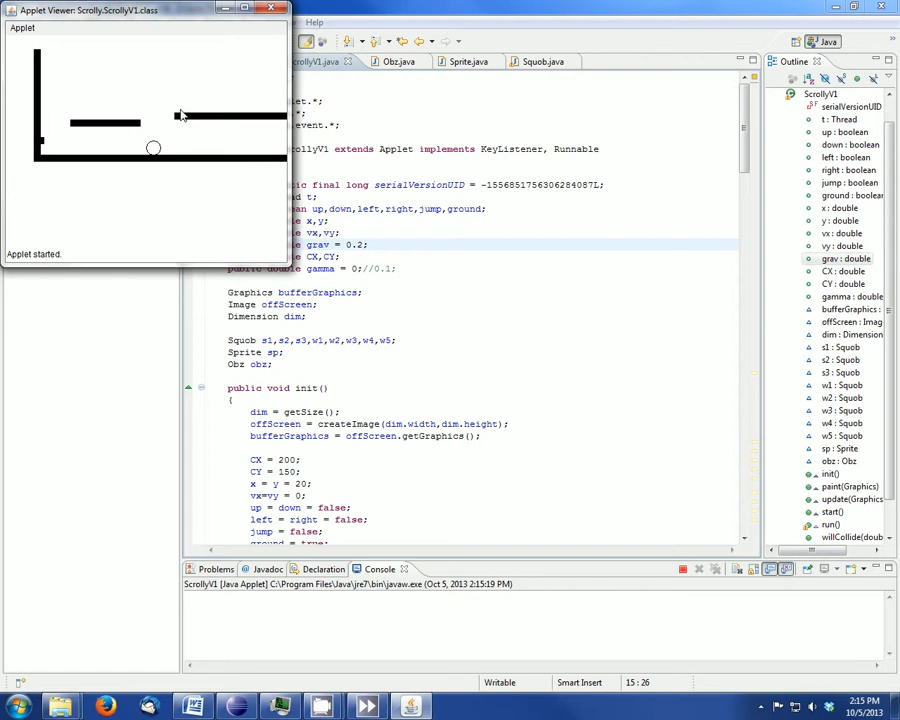 Applet Viewer: Scrolly.ScrollyV1.class
Applet
Applet started.
Help
Java
ScrollyV1.java
Obz.java
Sprite.java
Squob.java
Outline
event.*;
extends Applet implements KeyListener, Runnable
final long serialVersionUID = -1556851756306284087L;
t;
up,down,left,right,jump,ground;
x,y;
vx,vy;
grav = 0.2;
CX,CY;
public double gamma = 0;//0.1;
Graphics bufferGraphics;
Image offScreen;
Dimension dim;
Squob s1,s2,s3,w1,w2,w3,w4,w5;
Sprite sp;
Obz obz;
public void init()
{
dim = getSize();
offScreen = createImage(dim.width,dim.height);
bufferGraphics = offScreen.getGraphics();
CX = 200;
CY = 150;
x = y = 20;
vx=vy = 0;
up = down = false;
left = right = false;
jump = false;
ground = true;
ScrollyV1
serialVersionUID
t : Thread
up : boolean
down : boolean
left : boolean
right : boolean
jump : boolean
ground : boolean
x : double
y : double
vx : double
vy : double
grav : double
CX : double
CY : double
gamma : double
bufferGraphics :
offScreen : Imag
dim : Dimension
s1 : Squob
s2 : Squob
s3 : Squob
w1 : Squob
w2 : Squob
w3 : Squob
w4 : Squob
w5 : Squob
sp : Sprite
obz : Obz
init()
paint(Graphics)
update(Graphics
start()
run()
willCollide(doub
Problems
Javadoc
Declaration
Console
ScrollyV1 [Java Applet] C:\Program Files\Java\jre7\bin\javaw.exe (Oct 5, 2013 2:15:19 PM)
Writable
Smart Insert
15 : 26
2:15 PM
10/5/2013